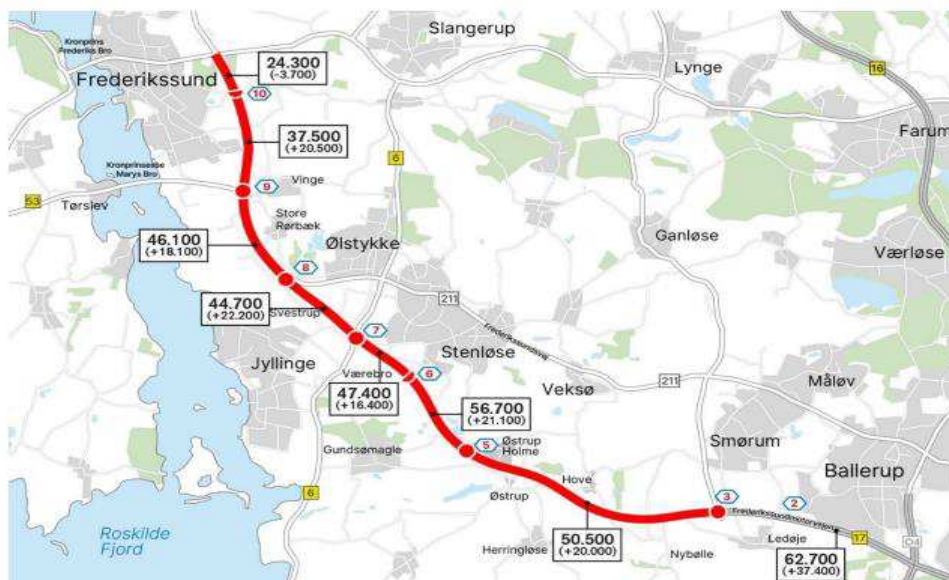 Kronprins
Frederiks Bro
Slangerup
24.300
(-3.700)
Lynge
16
Frederikssund
10
37.500
(+20.500)
Farum
6
Kronprinsesse
Marys Bro
9
Vinge
53
Tørslev
Store
Rørbæk
46.100
(+18.100)
Ølstykke
Ganløse
Værløse
8
44.700
(+22.200)
Svestrup
211
7
Jyllinge
Stenløse
Værebro
6
47.400
(+16.400)
Veksø
211
Måløv
56.700
(+21.100)
Smørum
Gundsømagle
5
Østrup
Holme
Ballerup
Hove
6
Østrup
3
2
Frederikssundmotorvejen
Roskilde
Fjord
Herringløse
50.500
(+20.000)
Nybølle
Ledøje
17
O4
62.700
(+37.400)